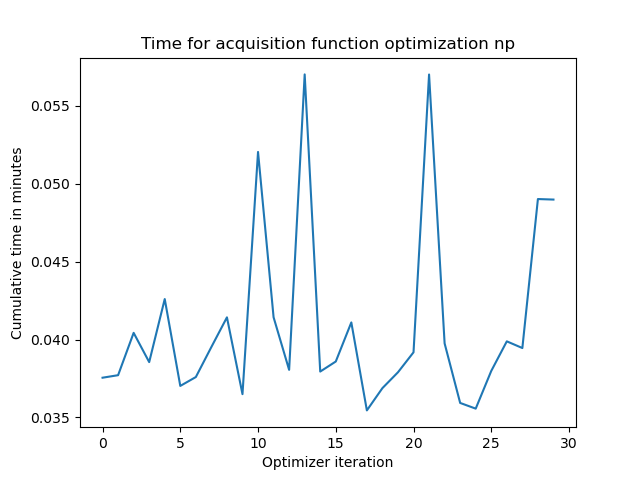 Time for acquisition function optimization np
Cumulative time in minutes
0.055
0.050
0.045
0.040
0.035
0 5 10 15 20 25 30
Optimizer iteration